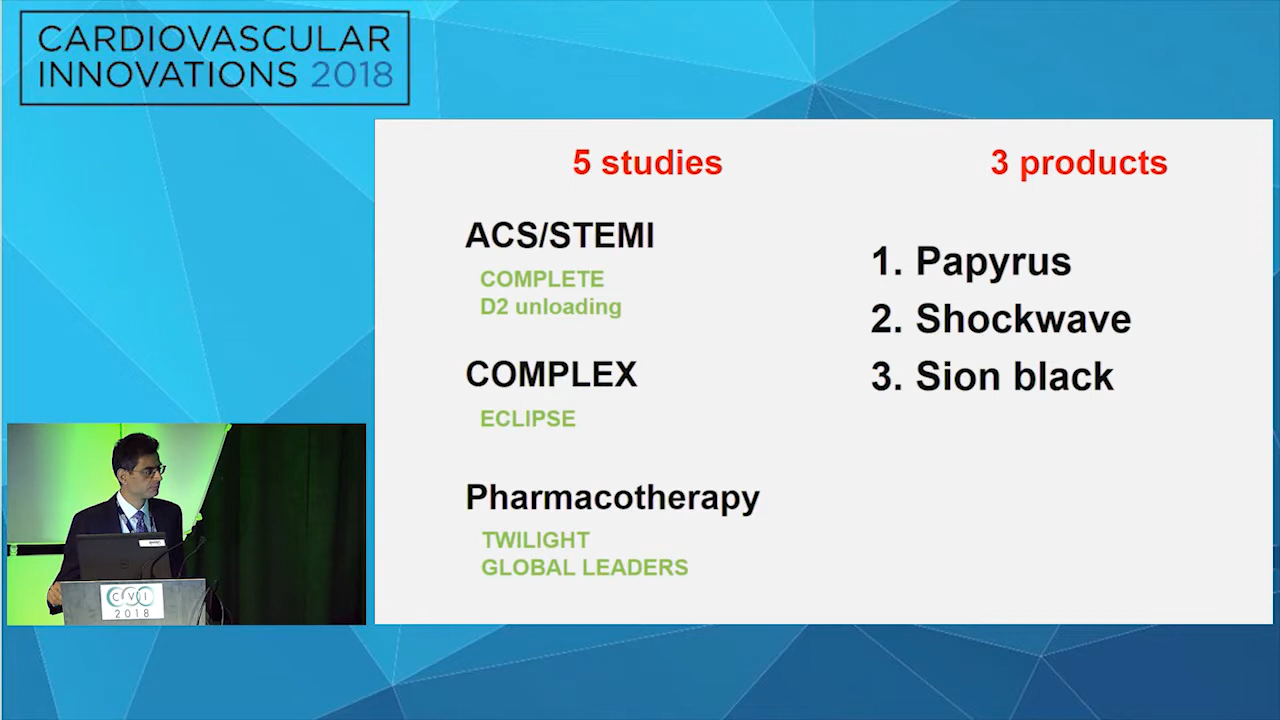 CARDIOVASCULAR
INNOVATIONS 2018
5 studies
ACS/STEMI
COMPLETE
D2 unloading
COMPLEX
ECLIPSE
Pharmacotherapy
TWILIGHT
GLOBAL LEADERS
3 products
1. Papyrus
2. Shockwave
3. Sion black
CVI
2018